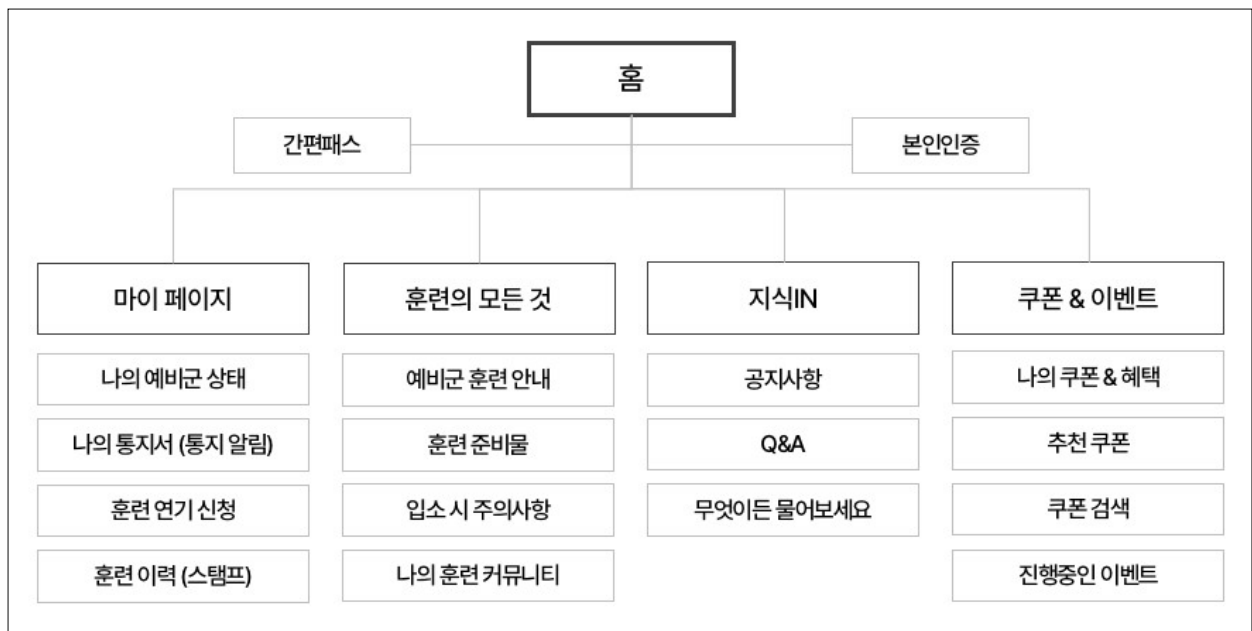 홈
간편패스
본인인증
마이 페이지
나의 예비군 상태
나의 통지서 (통지 알림)
훈련 연기 신청
훈련 이력 (스탬프)
훈련의 모든 것
예비군 훈련 안내
훈련 준비물
입소 시 주의사항
나의 훈련 커뮤니티
지식IN
공지사항
Q&A
무엇이든 물어보세요
쿠폰 & 이벤트
나의 쿠폰 & 혜택
추천 쿠폰
쿠폰 검색
진행중인 이벤트